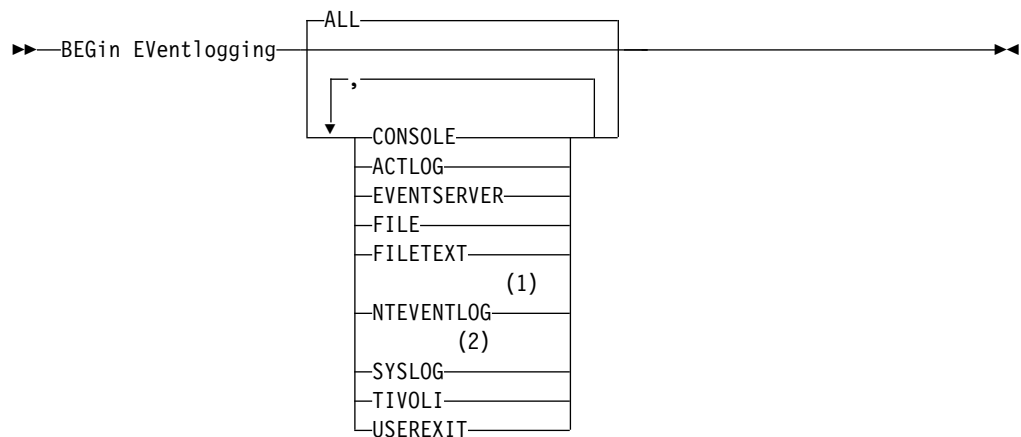 ALL
BEGin EVentlogging
,
CONSOLE
ACTLOG
EVENTSERVER
FILE
FILETEXT
(1)
NTEVENTLOG
(2)
SYSLOG
TIVOLI
USEREXIT